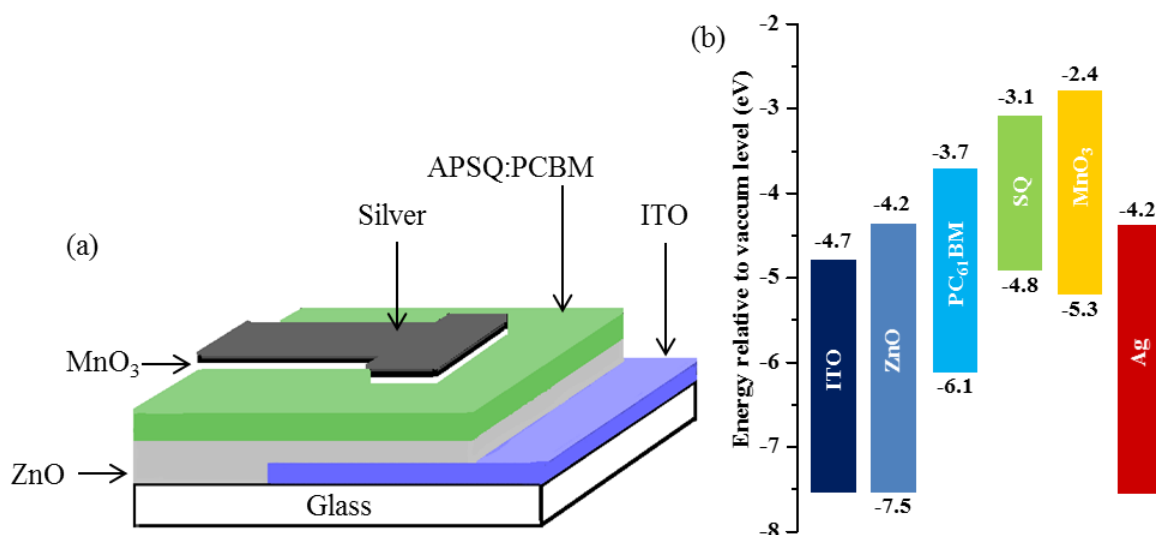 (a)
APSQ:PCBM
Silver
ITO
MnO3
ZnO
Glass
(b)
Energy relative to vaccum level (eV)
-2
-3
-4
-5
-6
-7
-8
-4.7
ITO
-4.2
ZnO
-7.5
-3.7
PC61BM
-6.1
-3.1
SQ
-4.8
-2.4
MnO3
-5.3
-4.2
Ag